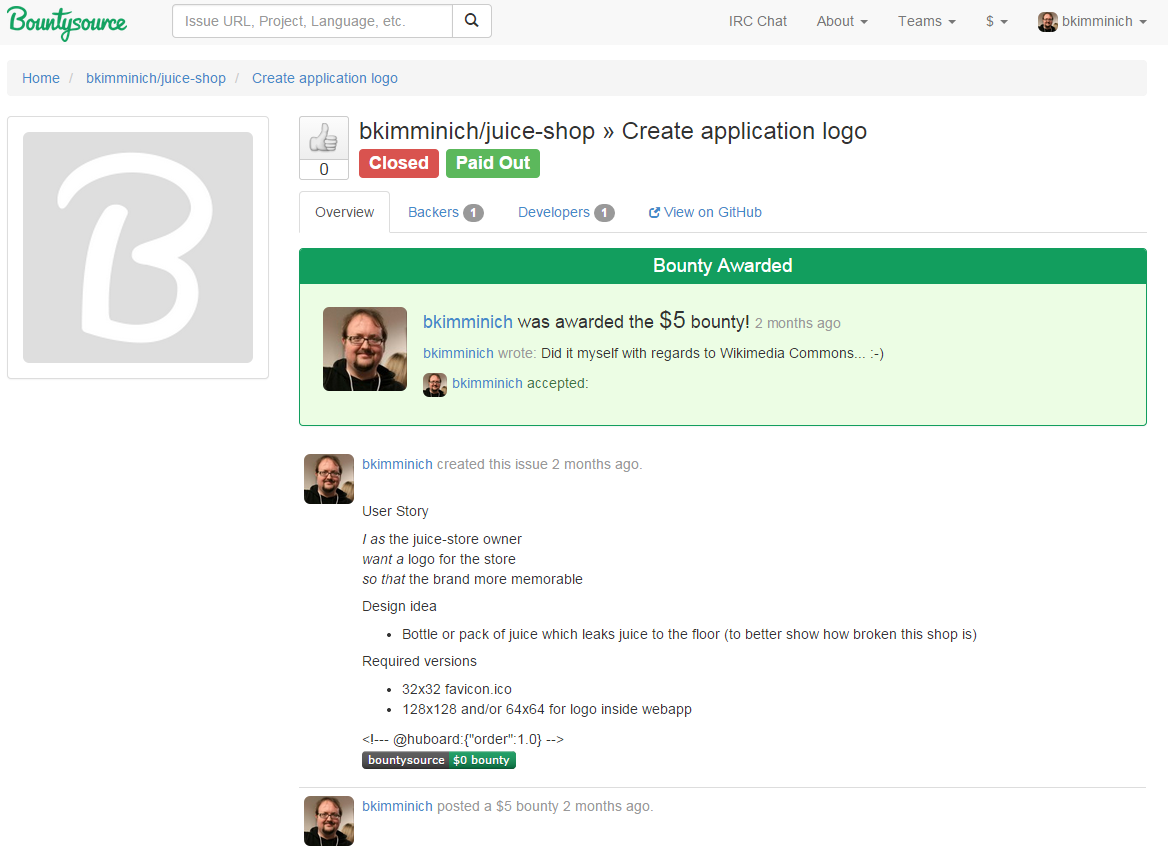 Bountysource
Issue URL, Project, Language, etc.
IRC Chat
About
Teams
$
bkimminich
Home / bkimminich/juice-shop / Create application logo
B
0
bkimminich/juice-shop » Create application logo
Closed Paid Out
Overview
Backers 1
Developers 1
View on GitHub
Bounty Awarded
bkimminich was awarded the $5 bounty! 2 months ago
bkimminich wrote: Did it myself with regards to Wikimedia Commons... :-)
bkimminich accepted:
bkimminich created this issue 2 months ago.
User Story
I as the juice-store owner
want a logo for the store
so that the brand more memorable
Design idea
• Bottle or pack of juice which leaks juice to the floor (to better show how broken this shop is)
Required versions
• 32x32 favicon.ico
• 128x128 and/or 64x64 for logo inside webapp
<!--- @huboard:{"order":1.0} -->
bountysource $0 bounty
bkimminich posted a $5 bounty 2 months ago.